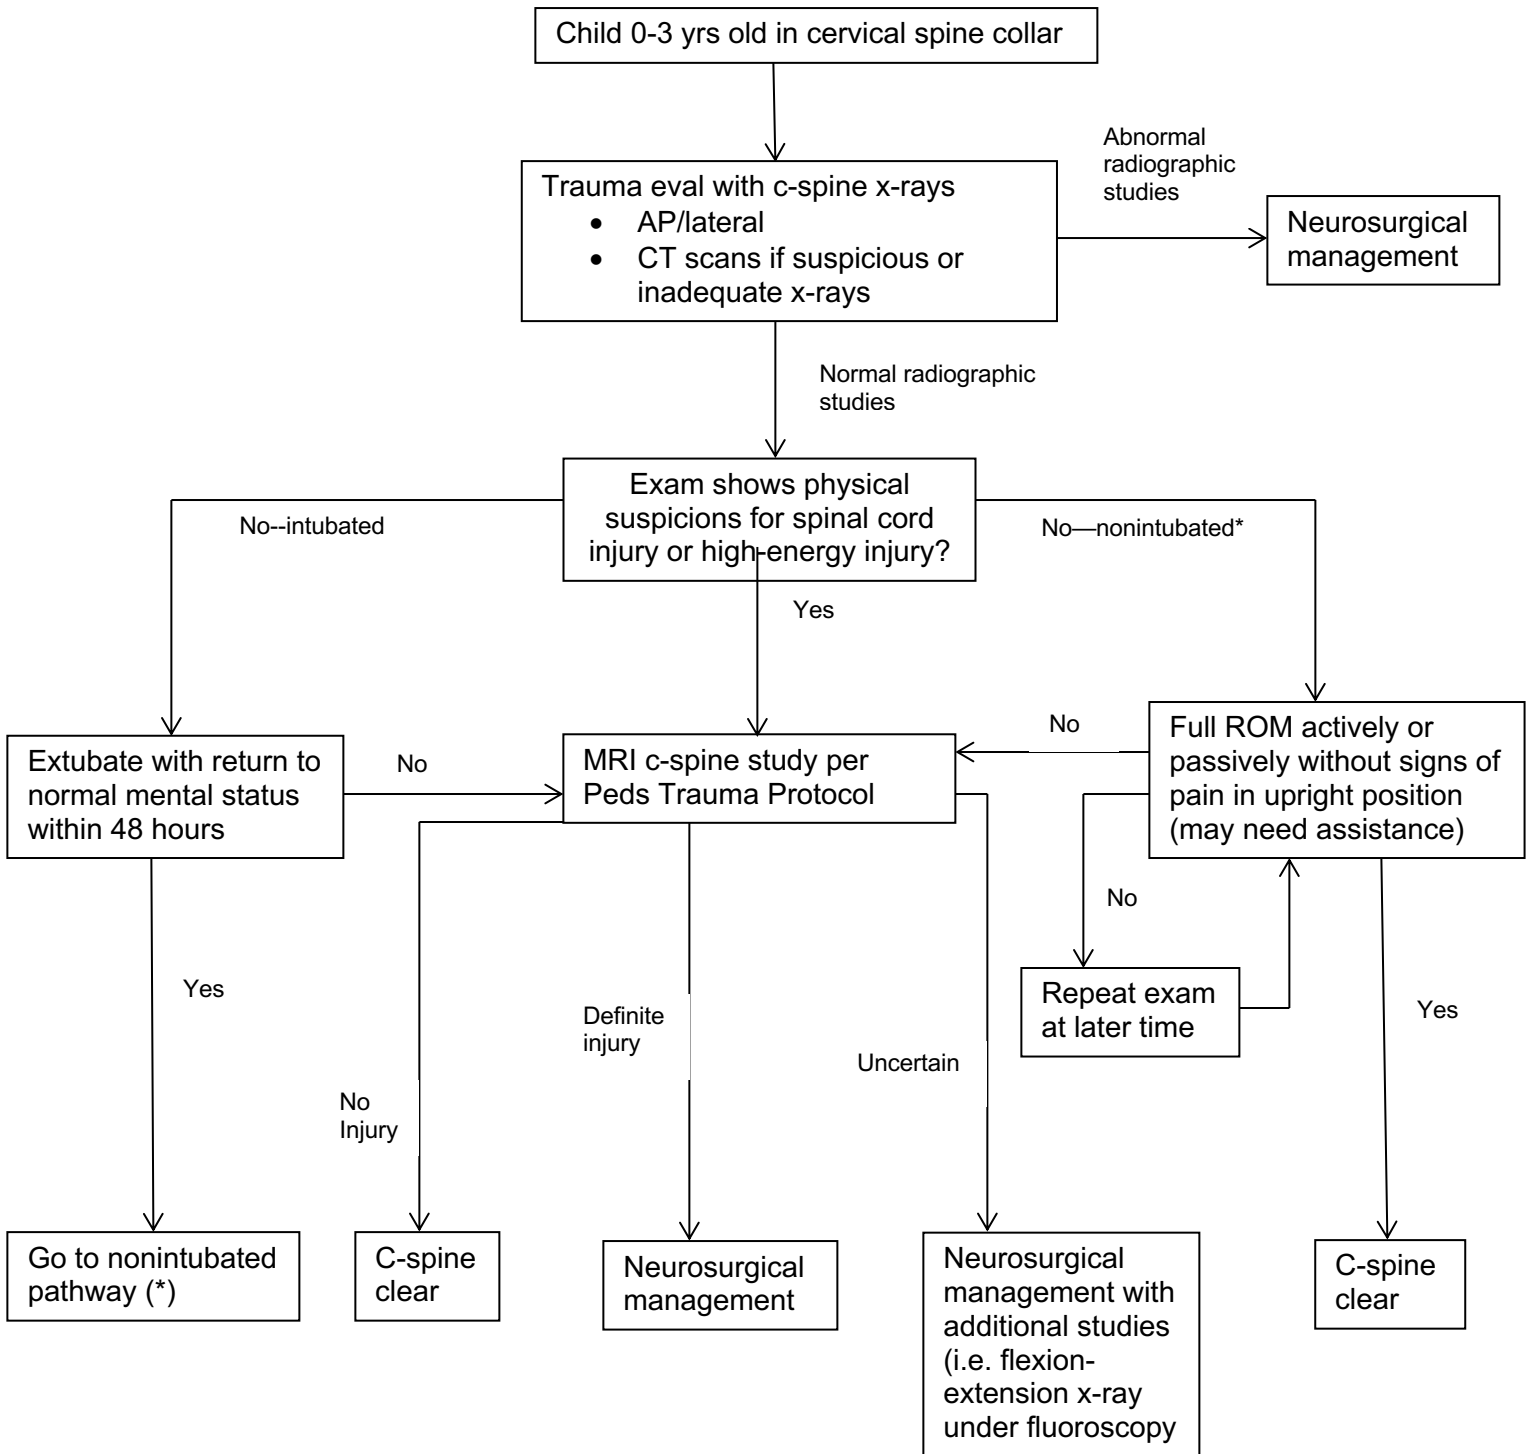 Child 0-3 yrs old in cervical spine collar
Abnormal
radiographic
studies
Trauma eval with c-spine x-rays
• AP/lateral
• CT scans if suspicious or
inadequate x-rays
Neurosurgical
management
Normal radiographic
studies
Exam shows physical
suspicions for spinal cord
injury or high-energy injury?
No--intubated
No—nonintubated*
Yes
Extubate with return to
normal mental status
within 48 hours
No
MRI c-spine study per
Peds Trauma Protocol
No
Full ROM actively or
passively without signs of
pain in upright position
(may need assistance)
No
Repeat exam
at later time
Yes
Yes
Definite
injury
Uncertain
No
Injury
Go to nonintubated
pathway (*)
C-spine
clear
Neurosurgical
management
Neurosurgical
management with
additional studies
(i.e. flexion-
extension x-ray
under fluoroscopy
C-spine
clear